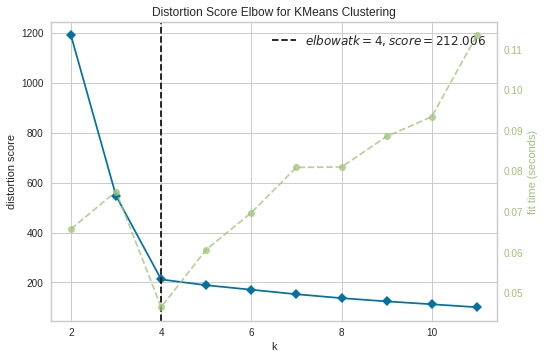 Distortion Score Elbow for KMeans Clustering
elbowatk = 4, score = 212.006
1200
1000
800
600
400
200
distortion score
0.11
0.10
0.09
0.08
0.07
0.06
0.05
fit time (seconds)
2 4 6 8 10
k